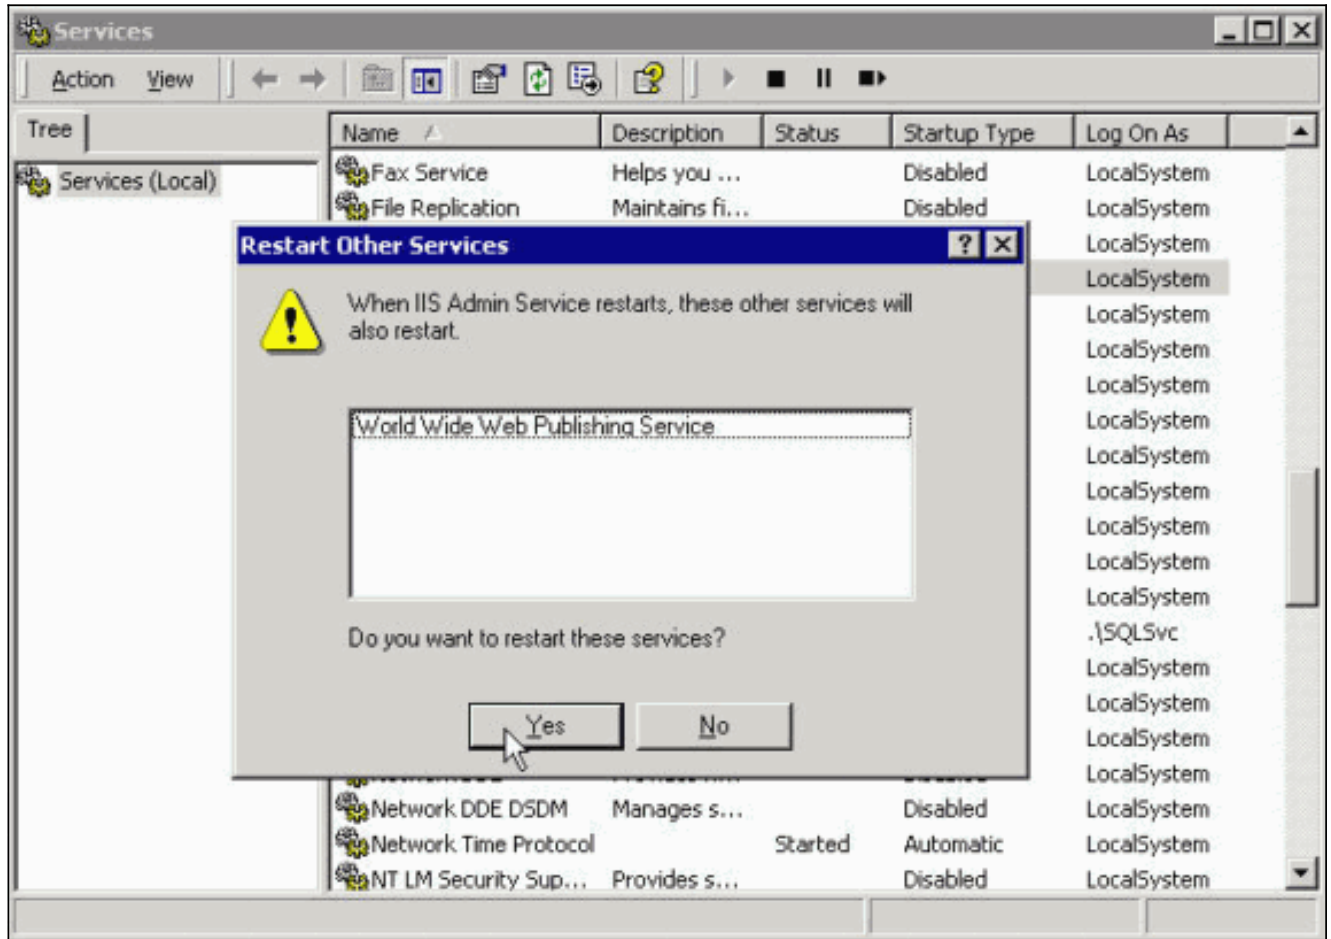 Services
Action View
Tree
Name Description Status Startup Type Log On As
Services (Local)
Fax Service Helps you ... Disabled LocalSystem
File Replication Maintains fi... Disabled LocalSystem
LocalSystem
LocalSystem
LocalSystem
LocalSystem
LocalSystem
LocalSystem
LocalSystem
LocalSystem
LocalSystem
LocalSystem
LocalSystem
.\SQLSvc
LocalSystem
LocalSystem
LocalSystem
LocalSystem
Restart Other Services
When IIS Admin Service restarts, these other services will
also restart.
World Wide Web Publishing Service
Do you want to restart these services?
Yes No
Network DDE DSDM Manages s... Disabled LocalSystem
Network Time Protocol Started Automatic LocalSystem
NT LM Security Sup... Provides s... Disabled LocalSystem